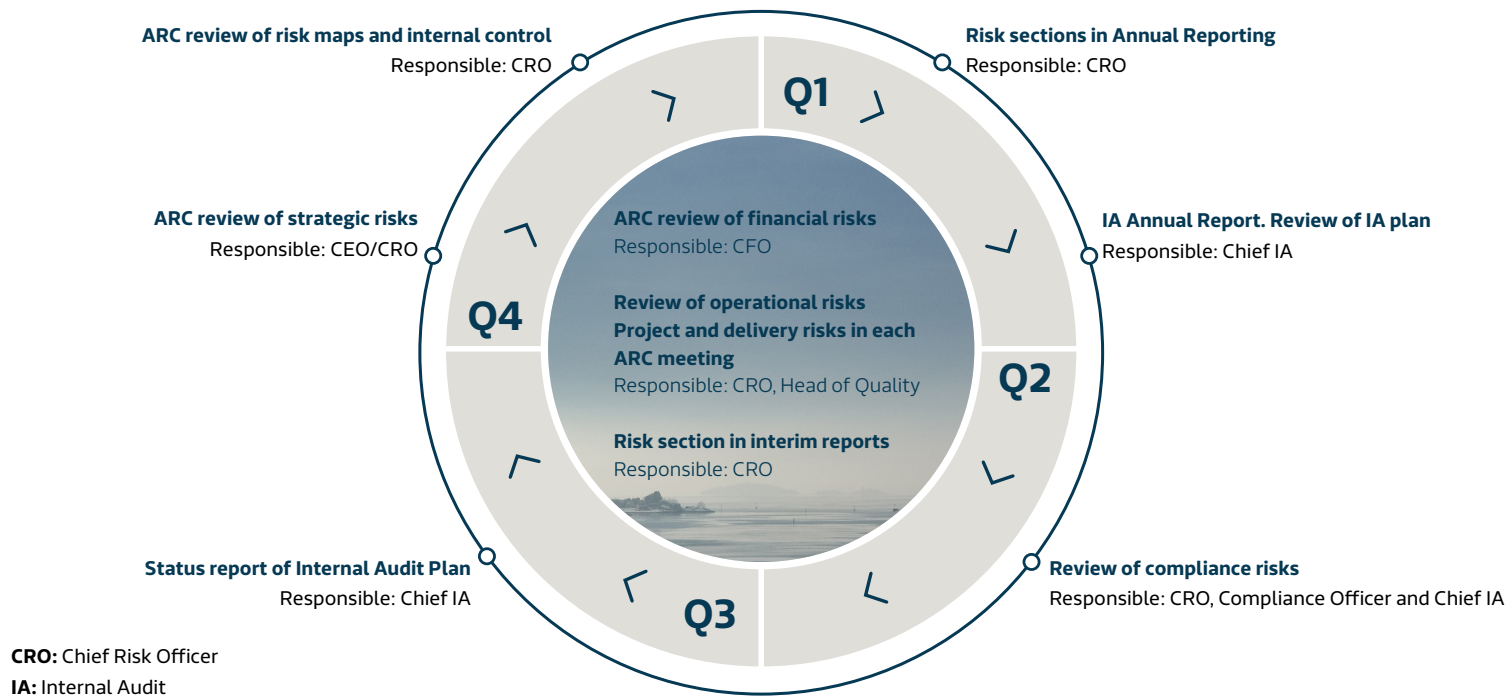 ARC review of risk maps and internal control
Responsible: CRO
Risk sections in Annual Reporting
Responsible: CRO
Q1
ARC review of strategic risks
Responsible: CEO/CRO
ARC review of financial risks
Responsible: CFO
Review of operational risks
Project and delivery risks in each
ARC meeting
Responsible: CRO, Head of Quality
Risk section in interim reports
Responsible: CRO
IA Annual Report. Review of IA plan
Responsible: Chief IA
Q4
Q2
Status report of Internal Audit Plan
Responsible: Chief IA
Q3
Review of compliance risks
Responsible: CRO, Compliance Officer and Chief IA
CRO: Chief Risk Officer
IA: Internal Audit